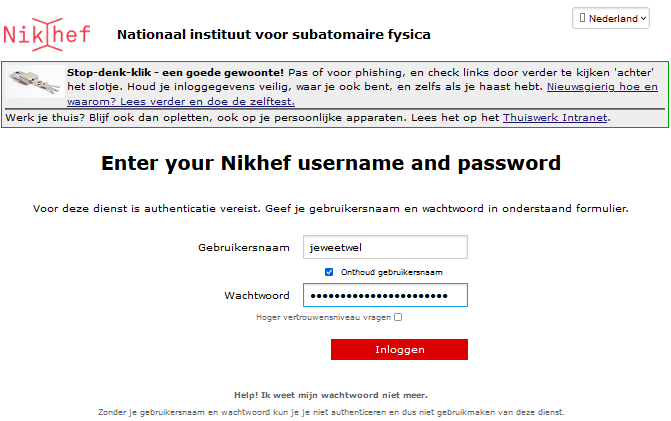 Nikhef
Nationaal instituut voor subatomaire fysica
Nederland
Stop-denk-klik - een goede gewoonte! Pas of voor phishing, en check links door verder te kijken 'achter'
het slotje. Houd je inloggegevens veilig, waar je ook bent, en zelfs als je haast hebt. Nieuwsgierig hoe en
waarom? Lees verder en doe de zelftest.
Werk je thuis? Blijf ook dan opletten, ook op je persoonlijke apparaten. Lees het op het Thuiswerk Intranet.
Enter your Nikhef username and password
Voor deze dienst is authenticatie vereist. Geef je gebruikersnaam en wachtwoord in onderstaand formulier.
Gebruikersnaam jeweetwel
Onthoud gebruikersnaam
Wachtwoord •••••••••••••••••••••••
Hoger vertrouwensniveau vragen
Inloggen
Help! Ik weet mijn wachtwoord niet meer.
Zonder je gebruikersnaam en wachtwoord kun je je niet authenticeren en dus niet gebruikmaken van deze dienst.